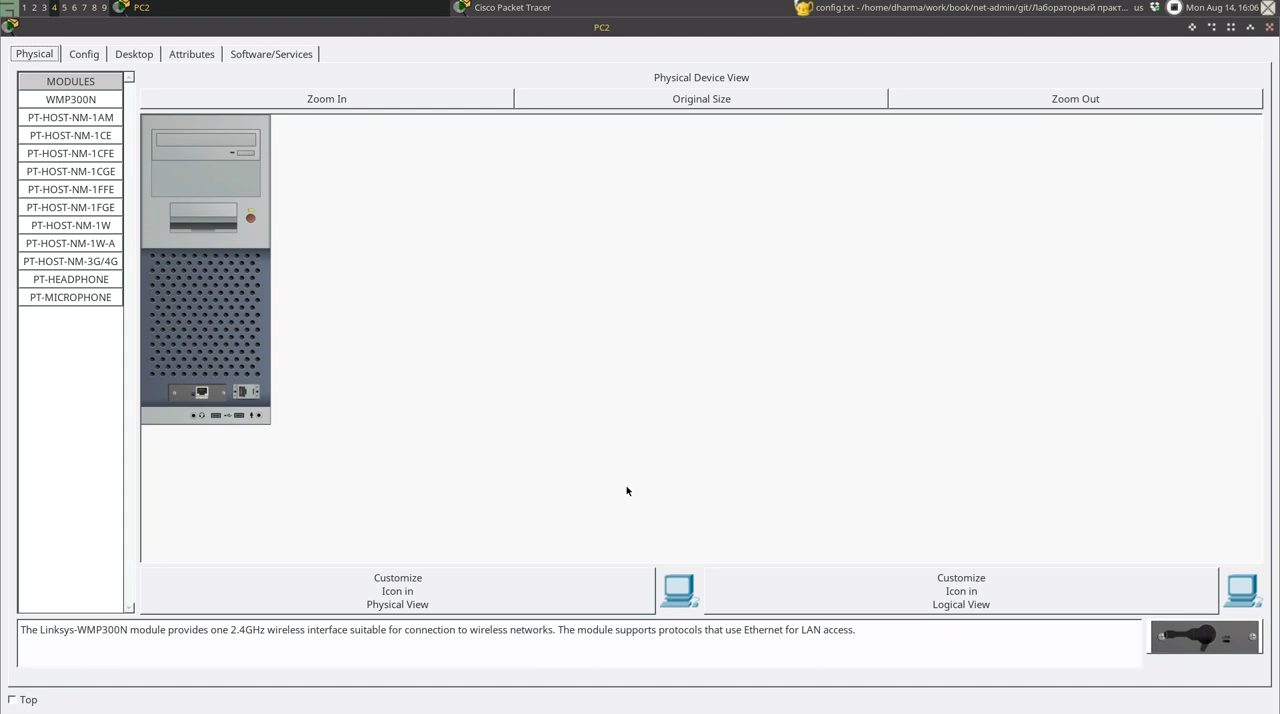 1 2 3 4 5 6 7 8 9 PC2 Cisco Packet Tracer config.txt - /home/dharma/work/book/net-admin/git/Лабораторный практ... us Mon Aug 14, 16:06
PC2
Physical Config Desktop Attributes Software/Services
MODULES
WMP300N
PT-HOST-NM-1AM
PT-HOST-NM-1CE
PT-HOST-NM-1CFE
PT-HOST-NM-1CGE
PT-HOST-NM-1FFE
PT-HOST-NM-1FGE
PT-HOST-NM-1W
PT-HOST-NM-1W-A
PT-HOST-NM-3G/4G
PT-HEADPHONE
PT-MICROPHONE
Physical Device View
Zoom In Original Size Zoom Out
Customize
Icon in
Physical View
Customize
Icon in
Logical View
The Linksys-WMP300N module provides one 2.4GHz wireless interface suitable for connection to wireless networks. The module supports protocols that use Ethernet for LAN access.
Top